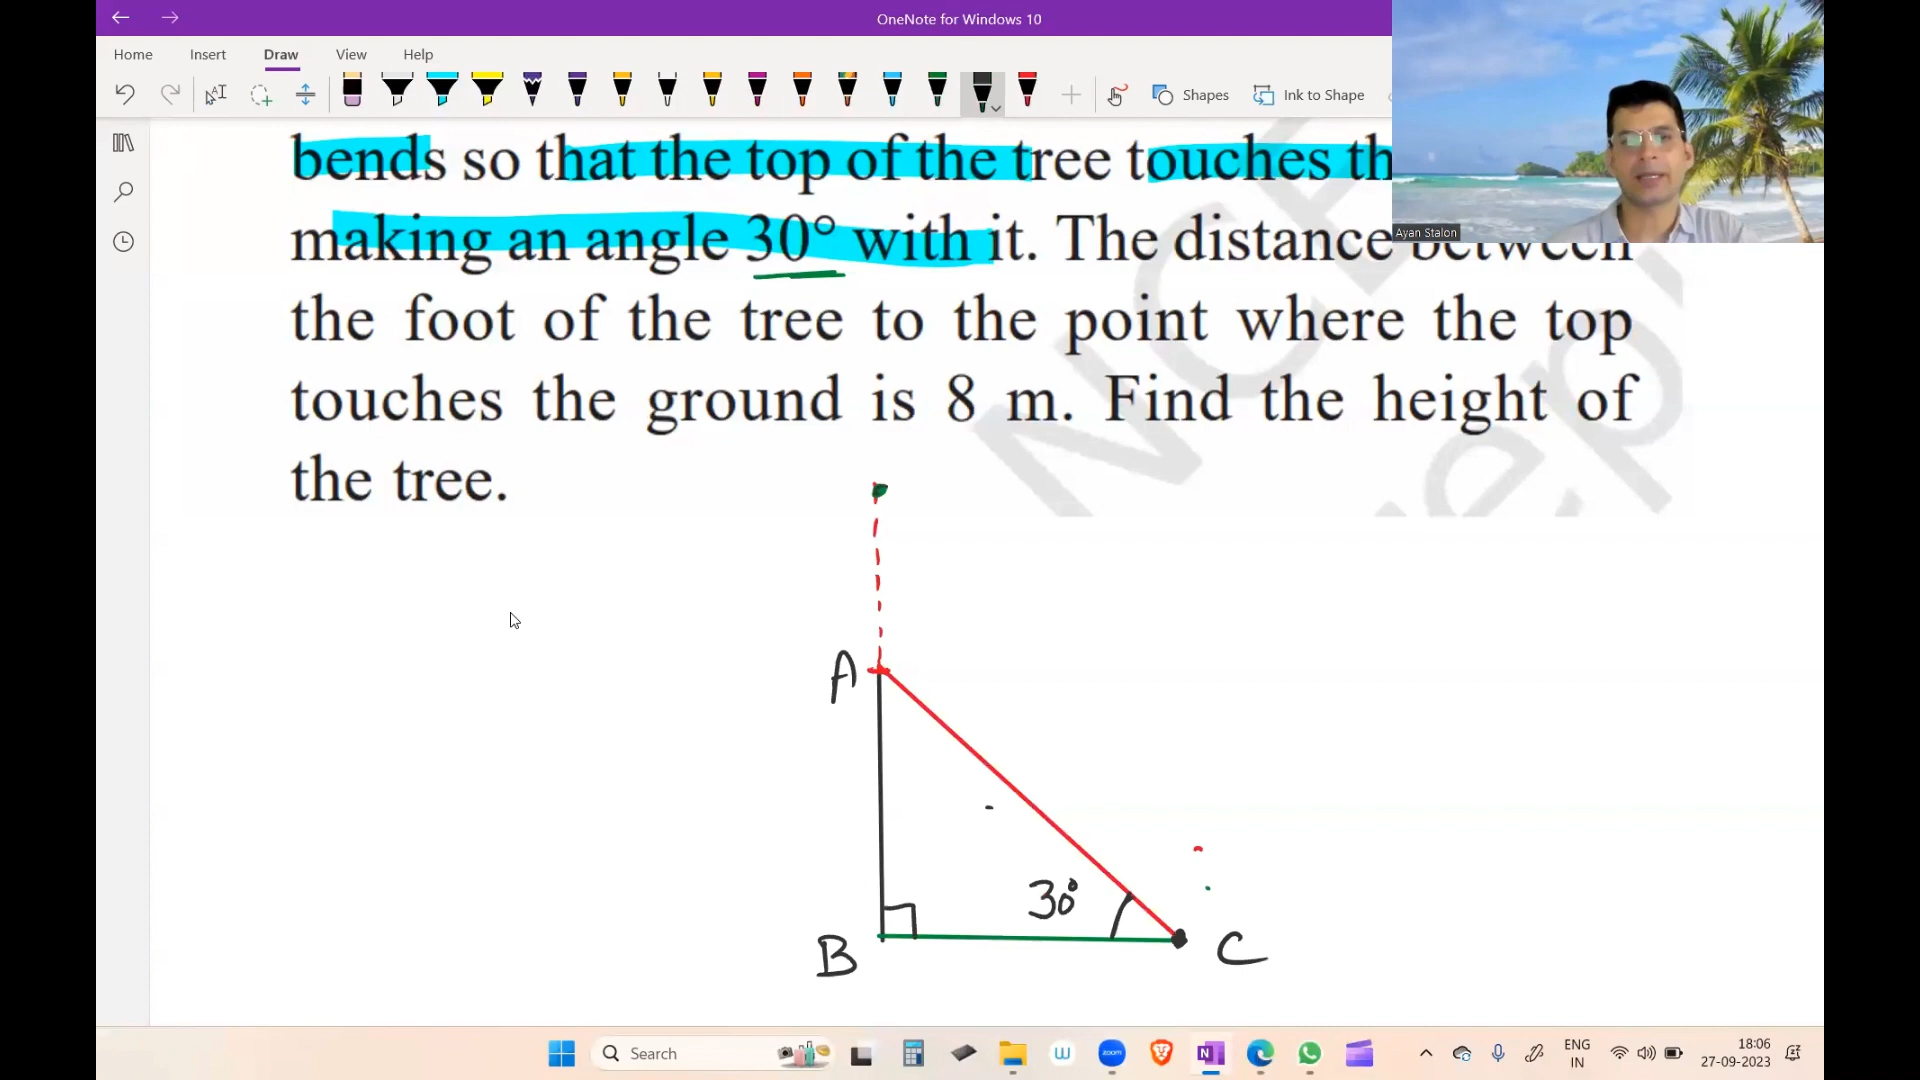 OneNote for Windows 10
Home Insert Draw View Help
Shapes Ink to Shape
bends so that the top of the tree touches th
making an angle 30° with it. The distance between
the foot of the tree to the point where the top
touches the ground is 8 m. Find the height of
the tree.
Ayan Stalon
A
30°
B
C
Search
zoom
ENG
IN
18:06
27-09-2023